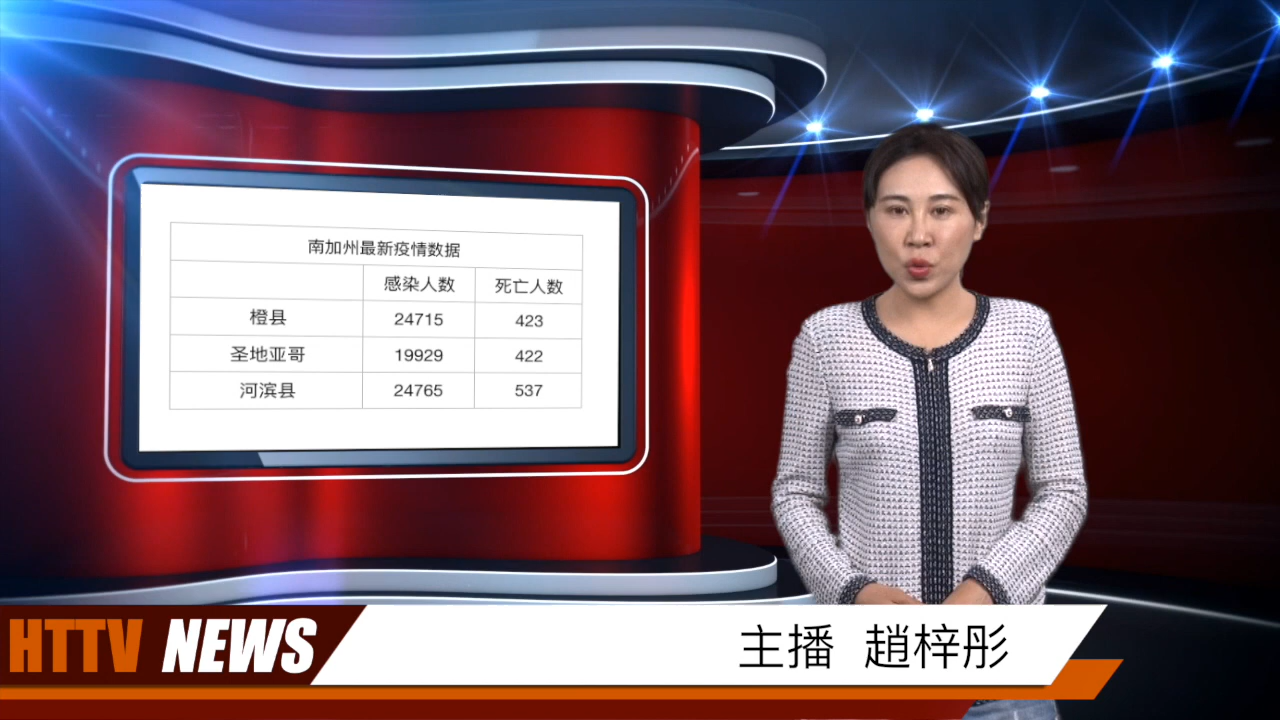 南加州最新疫情数据
感染人数 死亡人数
橙县 24715 423
圣地亚哥 19929 422
河滨县 24765 537
HTTV NEWS
主播 趙梓彤